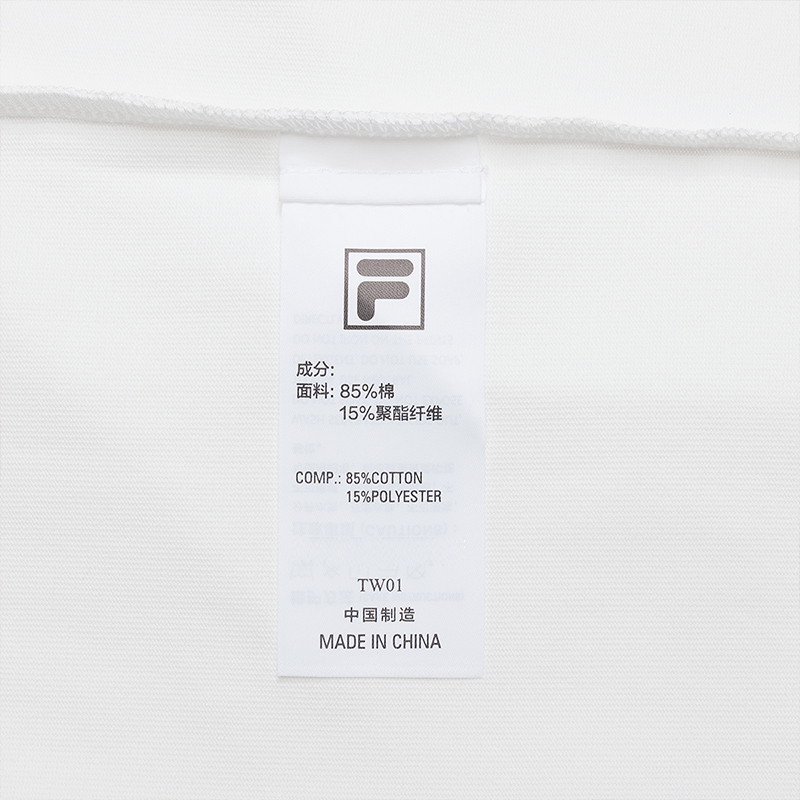 F
成分:
面料: 85%棉
15%聚酯纤维
COMP.: 85%COTTON
15%POLYESTER
TW01
中国制造
MADE IN CHINA